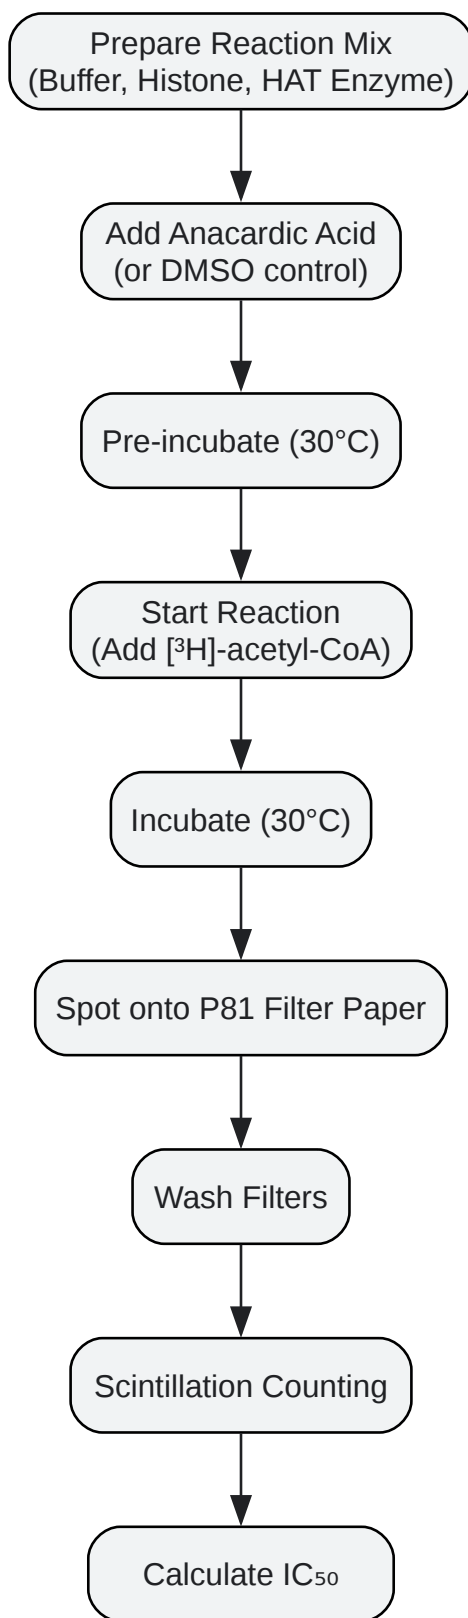 Prepare Reaction Mix
(Buffer, Histone, HAT Enzyme)
Add Anacardic Acid
(or DMSO control)
Pre-incubate (30°C)
Start Reaction
(Add [³H]-acetyl-CoA)
Incubate (30°C)
Spot onto P81 Filter Paper
Wash Filters
Scintillation Counting
Calculate IC₅₀